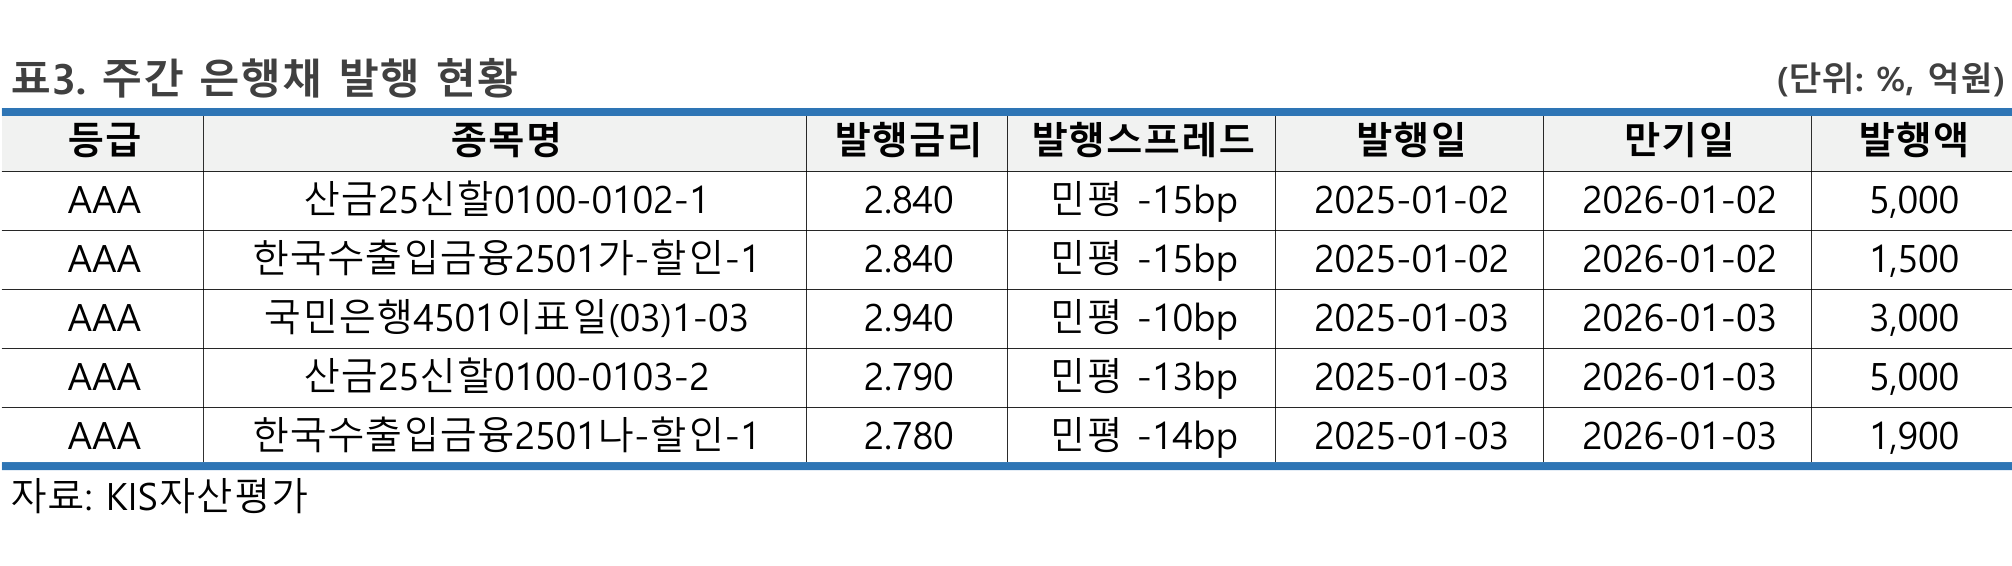 표3. 주간 은행채 발행 현황 (단위: %, 억원)
등급 종목명 발행금리 발행스프레드 발행일 만기일 발행액
AAA 산금25신할0100-0102-1 2.840 민평 -15bp 2025-01-02 2026-01-02 5,000
AAA 한국수출입금융2501가-할인-1 2.840 민평 -15bp 2025-01-02 2026-01-02 1,500
AAA 국민은행4501이표일(03)1-03 2.940 민평 -10bp 2025-01-03 2026-01-03 3,000
AAA 산금25신할0100-0103-2 2.790 민평 -13bp 2025-01-03 2026-01-03 5,000
AAA 한국수출입금융2501나-할인-1 2.780 민평 -14bp 2025-01-03 2026-01-03 1,900
자료: KIS자산평가